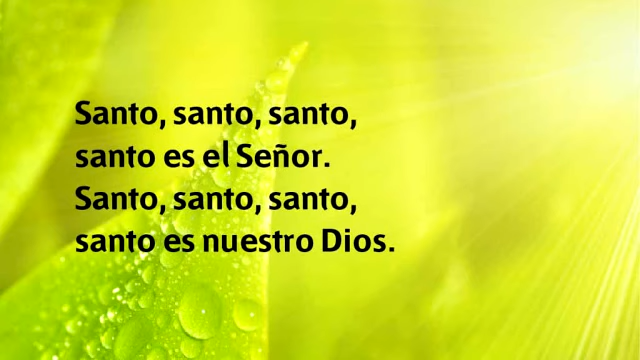 Santo, santo, santo,
santo es el Señor.
Santo, santo, santo,
santo es nuestro Dios.